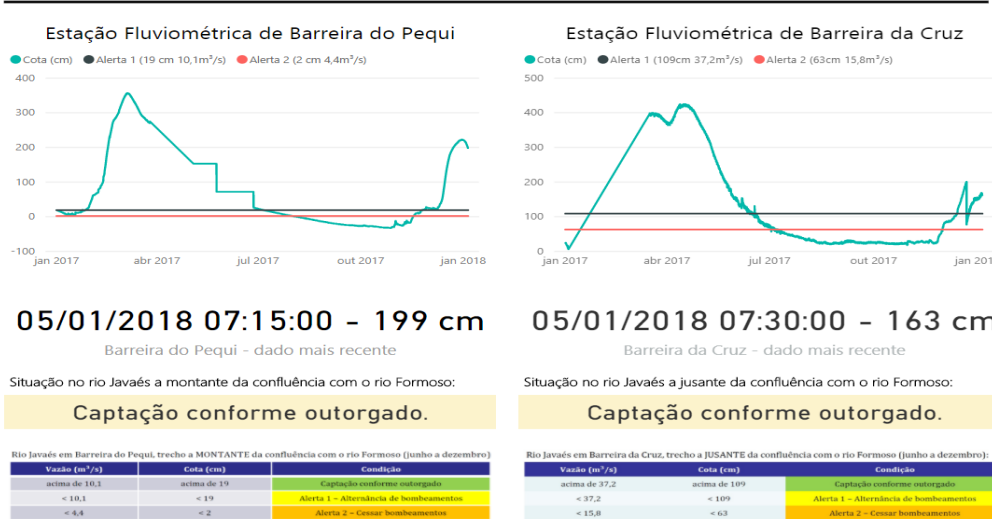 Estação Fluviométrica de Barreira do Pequi
Cota (cm) Alerta 1 (19 cm 10,1m³/s) Alerta 2 (2 cm 4,4m³/s)
400
300
200
100
0
-100
jan 2017 abr 2017 jul 2017 out 2017 jan 2018
05/01/2018 07:15:00 - 199 cm
Barreira do Pequi - dado mais recente
Situação no rio Javaés a montante da confluência com o rio Formoso:
Captação conforme outorgado.
Rio Javaés em Barreira do Pequi, trecho a MONTANTE da confluência com o rio Formoso (junho a dezembro)
Vazão (m³/s) Cota (cm) Condição
acima de 10,1 acima de 19 Captação conforme outorgado
< 10,1 < 19 Alerta 1 – Alternância de bombeamentos
< 4,4 < 2 Alerta 2 – Cessar bombeamentos
Estação Fluviométrica de Barreira da Cruz
Cota (cm) Alerta 1 (109cm 37,2m³/s) Alerta 2 (63cm 15,8m³/s)
500
400
300
200
100
0
jan 2017 abr 2017 jul 2017 out 2017 jan 201
05/01/2018 07:30:00 - 163 cm
Barreira da Cruz - dado mais recente
Situação no rio Javaés a jusante da confluência com o rio Formoso:
Captação conforme outorgado.
Rio Javaés em Barreira da Cruz, trecho a JUSANTE da confluência com o rio Formoso (junho a dezembro):
Vazão (m³/s) Cota (cm) Condição
acima de 37,2 acima de 109 Captação conforme outorgado
< 37,2 < 109 Alerta 1 – Alternância de bombeamentos
< 15,8 < 63 Alerta 2 – Cessar bombeamentos